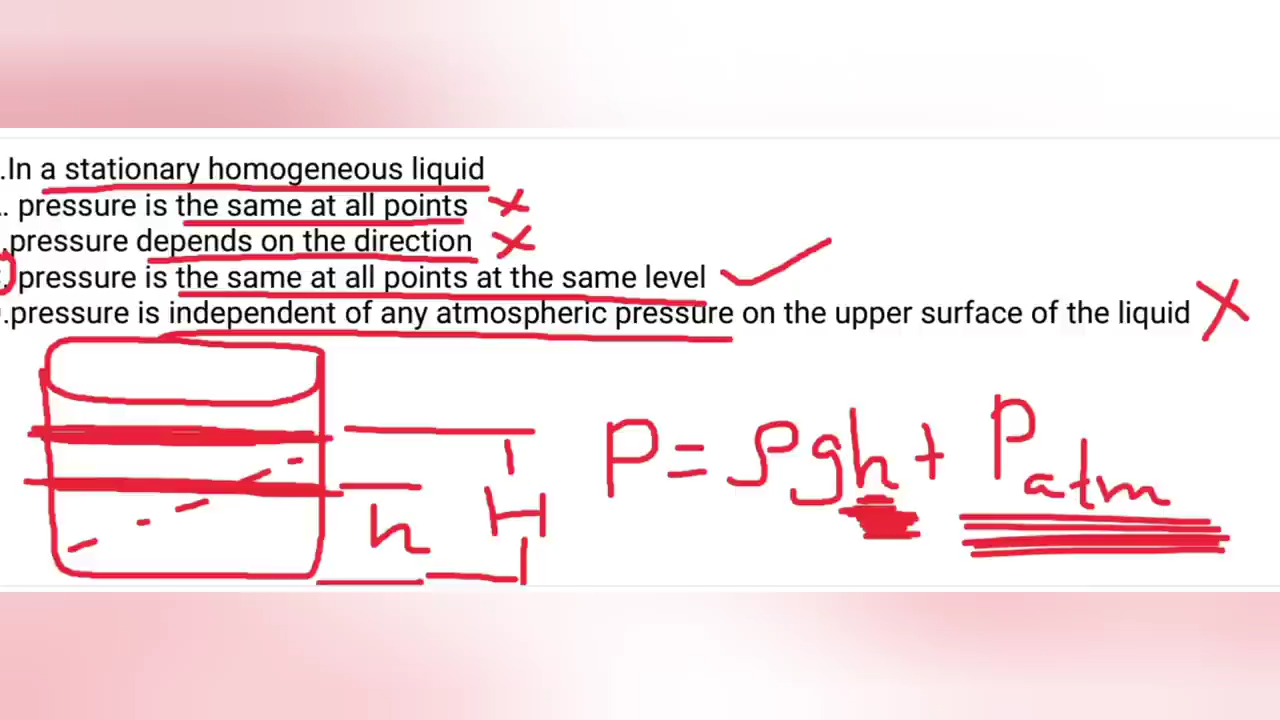 .In a stationary homogeneous liquid
. pressure is the same at all points
.pressure depends on the direction
. pressure is the same at all points at the same level
.pressure is independent of any atmospheric pressure on the upper surface of the liquid
P = ρgh + P atm
h
H